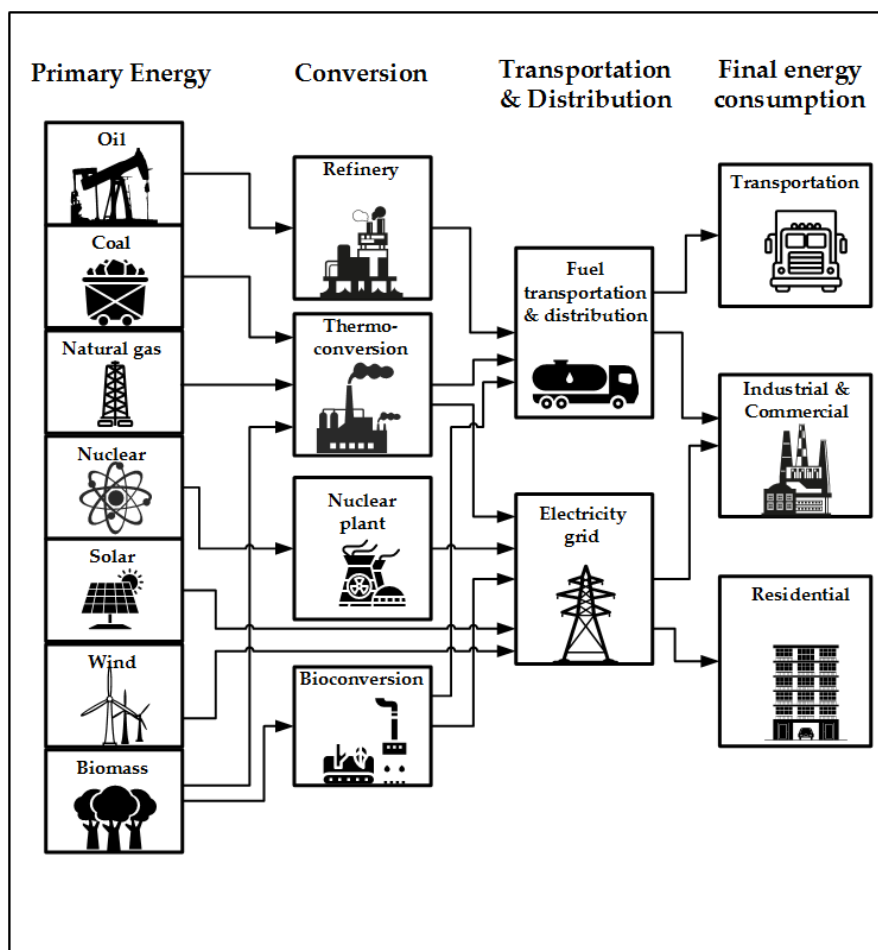 Primary Energy
Conversion
Transportation
& Distribution
Final energy
consumption
Oil
Coal
Natural gas
Nuclear
Solar
Wind
Biomass
Refinery
Thermo-
conversion
Nuclear
plant
Bioconversion
Fuel
transportation
& distribution
Electricity
grid
Transportation
Industrial &
Commercial
Residential